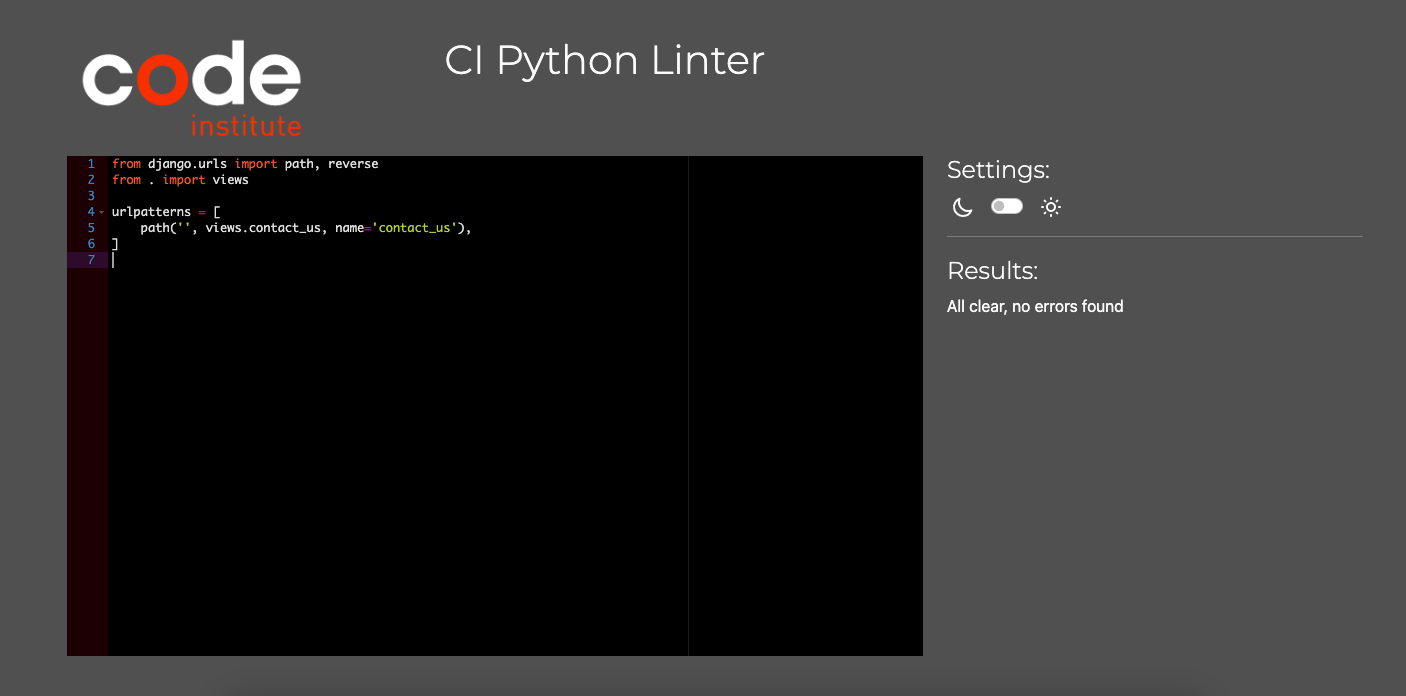 code
institute
CI Python Linter
1 from django.urls import path, reverse
2 from . import views
3
4 urlpatterns = [
5     path('', views.contact_us, name='contact_us'),
6 ]
7
Settings:
Results:
All clear, no errors found